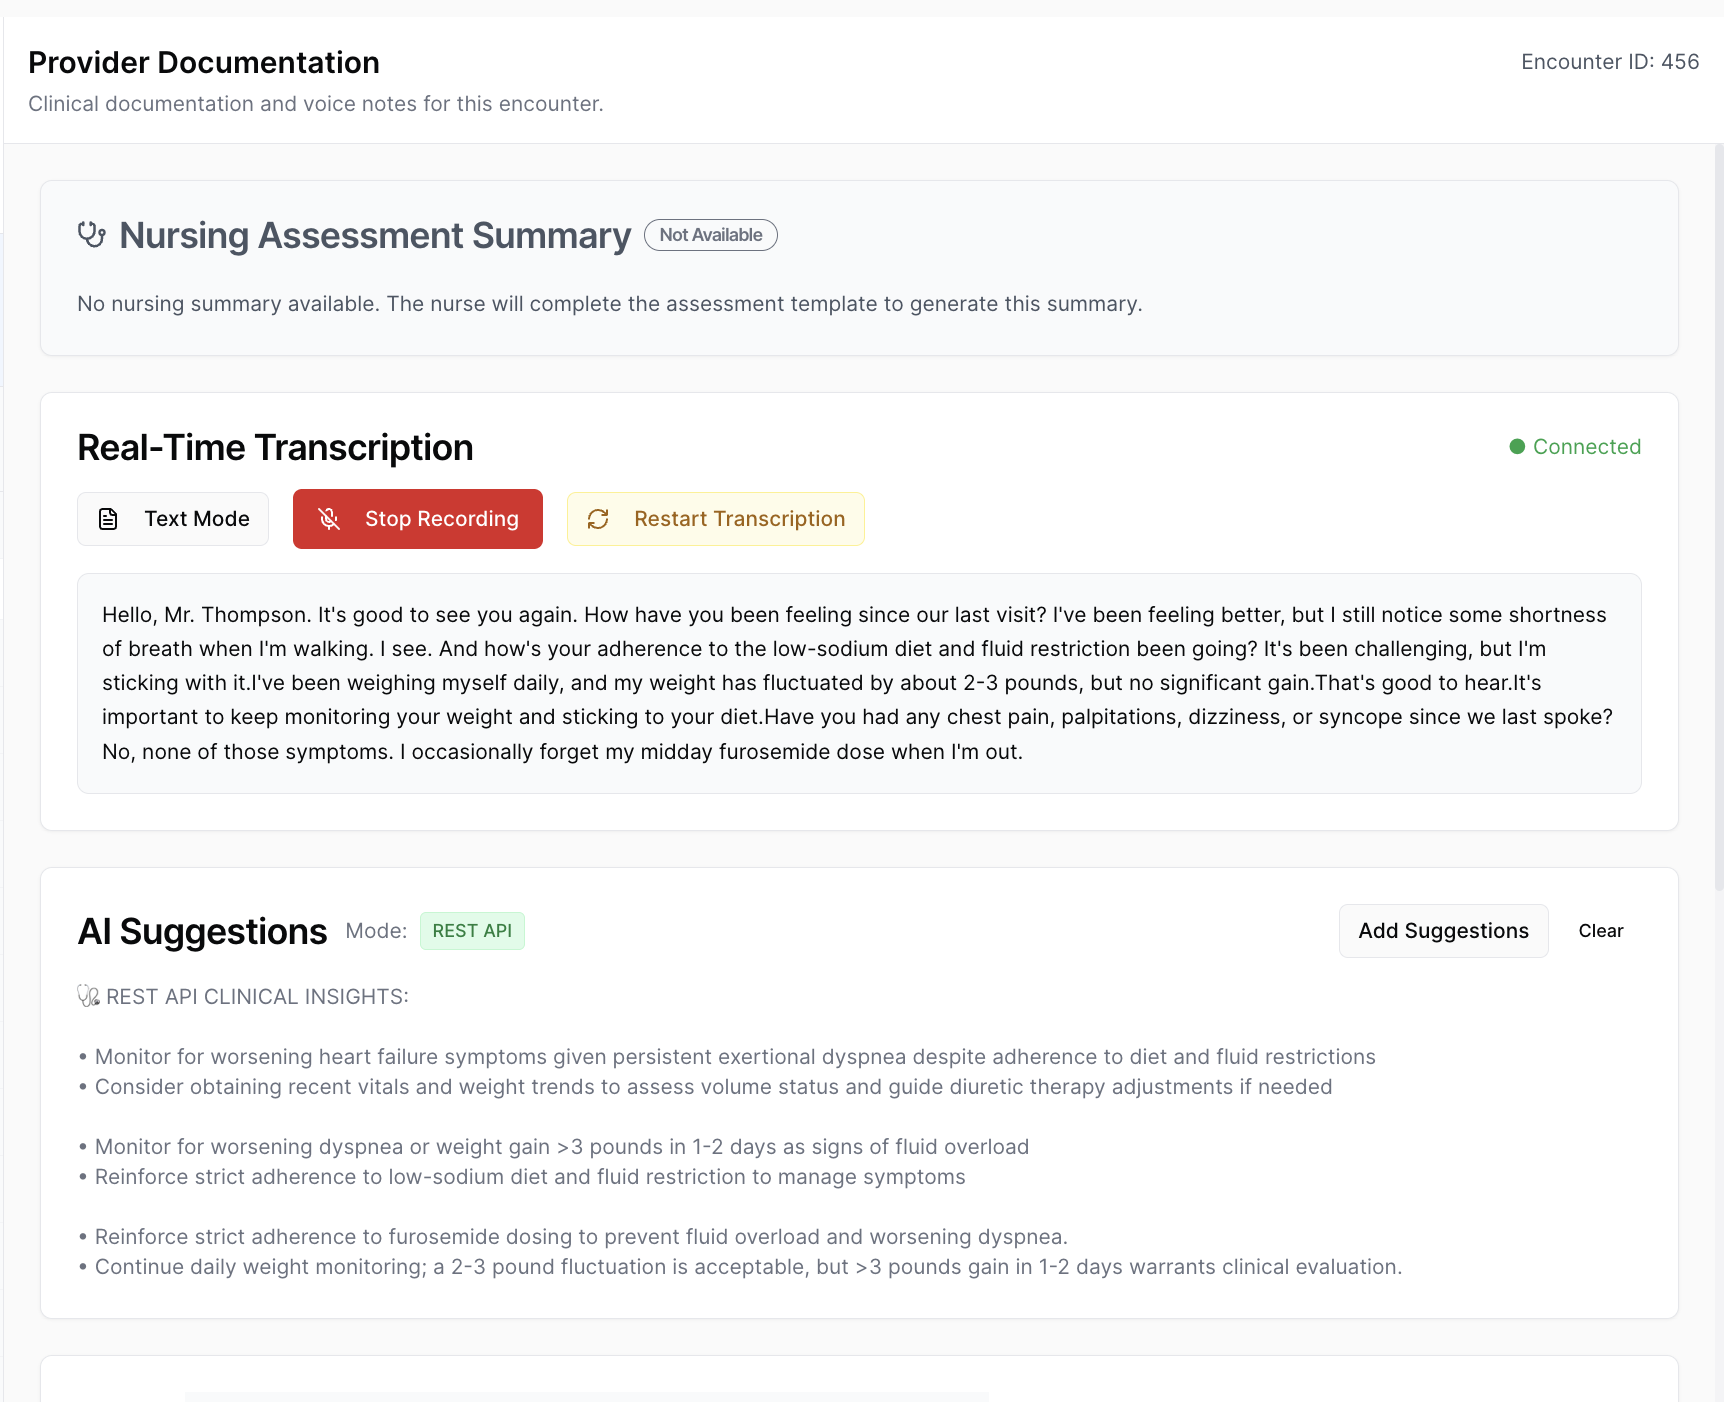 Provider Documentation
Encounter ID: 456
Clinical documentation and voice notes for this encounter.
Nursing Assessment Summary
Not Available
No nursing summary available. The nurse will complete the assessment template to generate this summary.
Real-Time Transcription
Connected
Text Mode
Stop Recording
Restart Transcription
Hello, Mr. Thompson. It's good to see you again. How have you been feeling since our last visit? I've been feeling better, but I still notice some shortness
of breath when I'm walking. I see. And how's your adherence to the low-sodium diet and fluid restriction been going? It's been challenging, but I'm
sticking with it.I've been weighing myself daily, and my weight has fluctuated by about 2-3 pounds, but no significant gain.That's good to hear.It's
important to keep monitoring your weight and sticking to your diet.Have you had any chest pain, palpitations, dizziness, or syncope since we last spoke?
No, none of those symptoms. I occasionally forget my midday furosemide dose when I'm out.
AI Suggestions
Mode:
REST API
Add Suggestions
Clear
REST API CLINICAL INSIGHTS:
• Monitor for worsening heart failure symptoms given persistent exertional dyspnea despite adherence to diet and fluid restrictions
• Consider obtaining recent vitals and weight trends to assess volume status and guide diuretic therapy adjustments if needed
• Monitor for worsening dyspnea or weight gain >3 pounds in 1-2 days as signs of fluid overload
• Reinforce strict adherence to low-sodium diet and fluid restriction to manage symptoms
• Reinforce strict adherence to furosemide dosing to prevent fluid overload and worsening dyspnea.
• Continue daily weight monitoring; a 2-3 pound fluctuation is acceptable, but >3 pounds gain in 1-2 days warrants clinical evaluation.